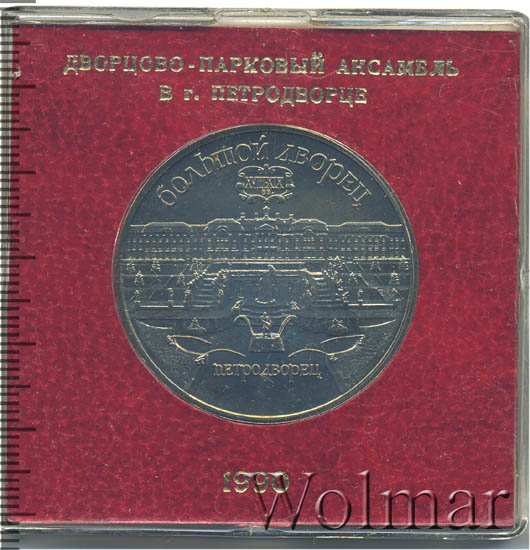 ДВОРЦОВО-ПАРКОВЫЙ АНСАМБЛЬ
В г. ПЕТРОДВОРЦЕ
БОЛЬШОЙ ДВОРЕЦ
ПЕТРОДВОРЕЦ
1990
Wolmar